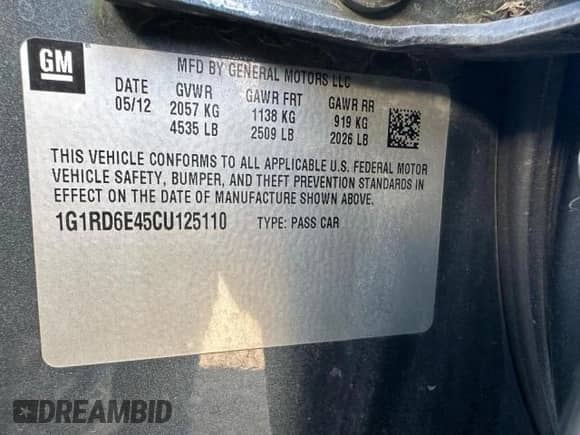 GM
MFD BY GENERAL MOTORS LLC
DATE GVWR GAWR FRT GAWR RR
05/12 2057 KG 1138 KG 919 KG
4535 LB 2509 LB 2026 LB
THIS VEHICLE CONFORMS TO ALL APPLICABLE U.S. FEDERAL MOTOR
VEHICLE SAFETY, BUMPER, AND THEFT PREVENTION STANDARDS IN
EFFECT ON THE DATE OF MANUFACTURE SHOWN ABOVE.
1G1RD6E45CU125110 TYPE: PASS CAR
DREAMBID